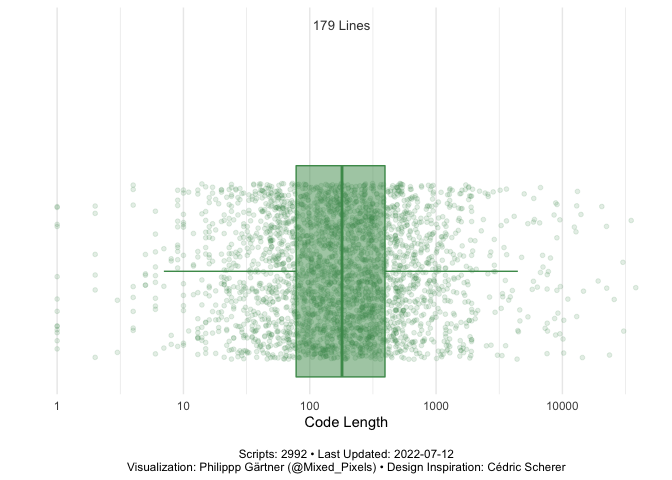 179 Lines
1 10 100 1000 10000
Code Length
Scripts: 2992 • Last Updated: 2022-07-12
Visualization: Philippp Gärtner (@Mixed_Pixels) • Design Inspiration: Cédric Scherer